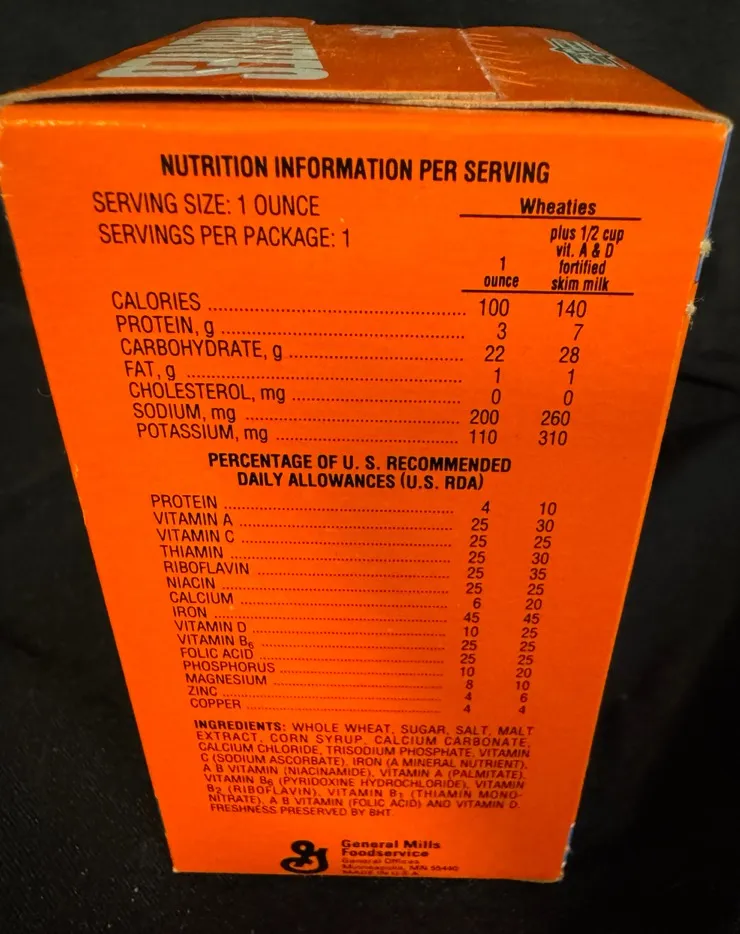 NUTRITION INFORMATION PER SERVING
SERVING SIZE: 1 OUNCE
SERVINGS PER PACKAGE: 1
Wheaties
1 ounce
plus 1/2 cup
vit. A & D
fortified
skim milk
CALORIES 100 140
PROTEIN, g 3 7
CARBOHYDRATE, g 22 28
FAT, g 1 1
CHOLESTEROL, mg 0 0
SODIUM, mg 200 260
POTASSIUM, mg 110 310
PERCENTAGE OF U. S. RECOMMENDED
DAILY ALLOWANCES (U.S. RDA)
PROTEIN 4 10
VITAMIN A 25 30
VITAMIN C 25 25
THIAMIN 25 30
RIBOFLAVIN 25 35
NIACIN 25 25
CALCIUM 6 20
IRON 45 45
VITAMIN D 10 25
VITAMIN B6 25 25
FOLIC ACID 25 25
PHOSPHORUS 10 20
MAGNESIUM 8 10
ZINC 4 6
COPPER 4 4
INGREDIENTS: WHOLE WHEAT, SUGAR, SALT, MALT
EXTRACT, CORN SYRUP, CALCIUM CARBONATE,
CALCIUM CHLORIDE, TRISODIUM PHOSPHATE, VITAMIN
C (SODIUM ASCORBATE), IRON (A MINERAL NUTRIENT),
A B VITAMIN (NIACINAMIDE), VITAMIN A (PALMITATE),
VITAMIN B6 (PYRIDOXINE HYDROCHLORIDE), VITAMIN
B2 (RIBOFLAVIN), VITAMIN B1 (THIAMIN MONO-
NITRATE), A B VITAMIN (FOLIC ACID) AND VITAMIN D.
FRESHNESS PRESERVED BY BHT.
G
General Mills
Foodservice
General Offices
Minneapolis, MN 55440
MADE IN U.S.A.